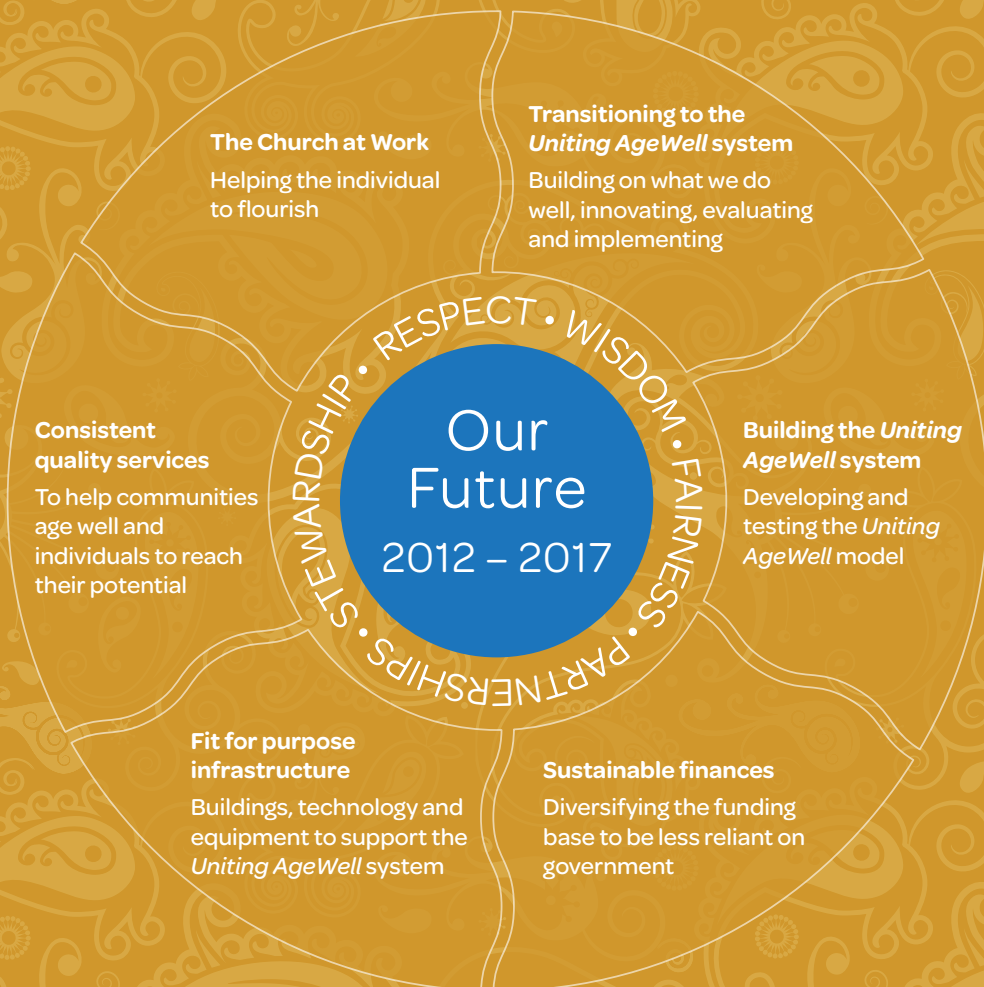 The Church at Work
Helping the individual
to flourish
Transitioning to the
Uniting AgeWell system
Building on what we do
well, innovating, evaluating
and implementing
Building the Uniting
AgeWell system
Developing and
testing the Uniting
AgeWell model
Sustainable finances
Diversifying the funding
base to be less reliant on
government
Fit for purpose
infrastructure
Buildings, technology and
equipment to support the
Uniting AgeWell system
Consistent
quality services
To help communities
age well and
individuals to reach
their potential
RESPECT • WISDOM • FAIRNESS • PARTNERSHIPS • STEWARDSHIP •
Our
Future
2012 – 2017